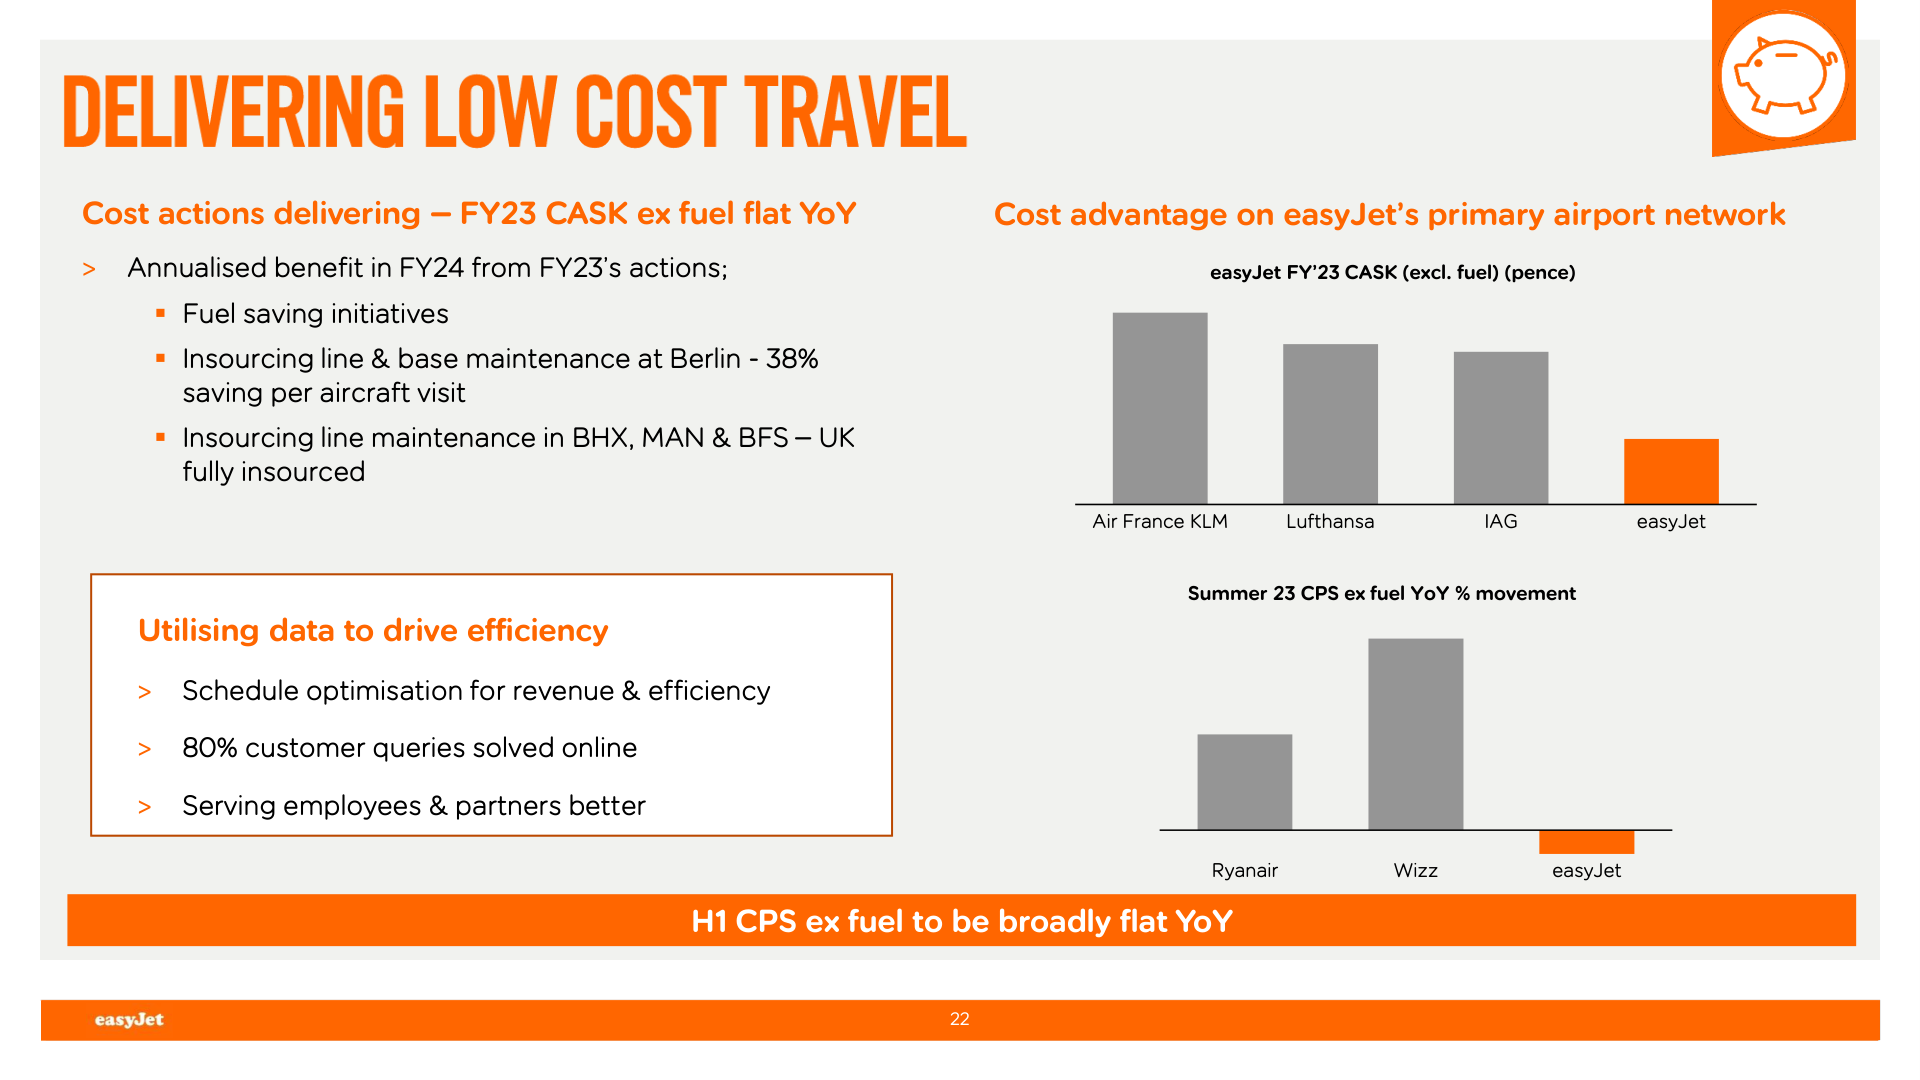 DELIVERING LOW COST TRAVEL
Cost actions delivering – FY23 CASK ex fuel flat YoY
> Annualised benefit in FY24 from FY23’s actions;
▪ Fuel saving initiatives
▪ Insourcing line & base maintenance at Berlin - 38%
saving per aircraft visit
▪ Insourcing line maintenance in BHX, MAN & BFS – UK
fully insourced
Utilising data to drive efficiency
> Schedule optimisation for revenue & efficiency
> 80% customer queries solved online
> Serving employees & partners better
Cost advantage on easyJet’s primary airport network
easyJet FY’23 CASK (excl. fuel) (pence)
Air France KLM
Lufthansa
IAG
easyJet
Summer 23 CPS ex fuel YoY % movement
Ryanair
Wizz
easyJet
H1 CPS ex fuel to be broadly flat YoY
easyJet
22